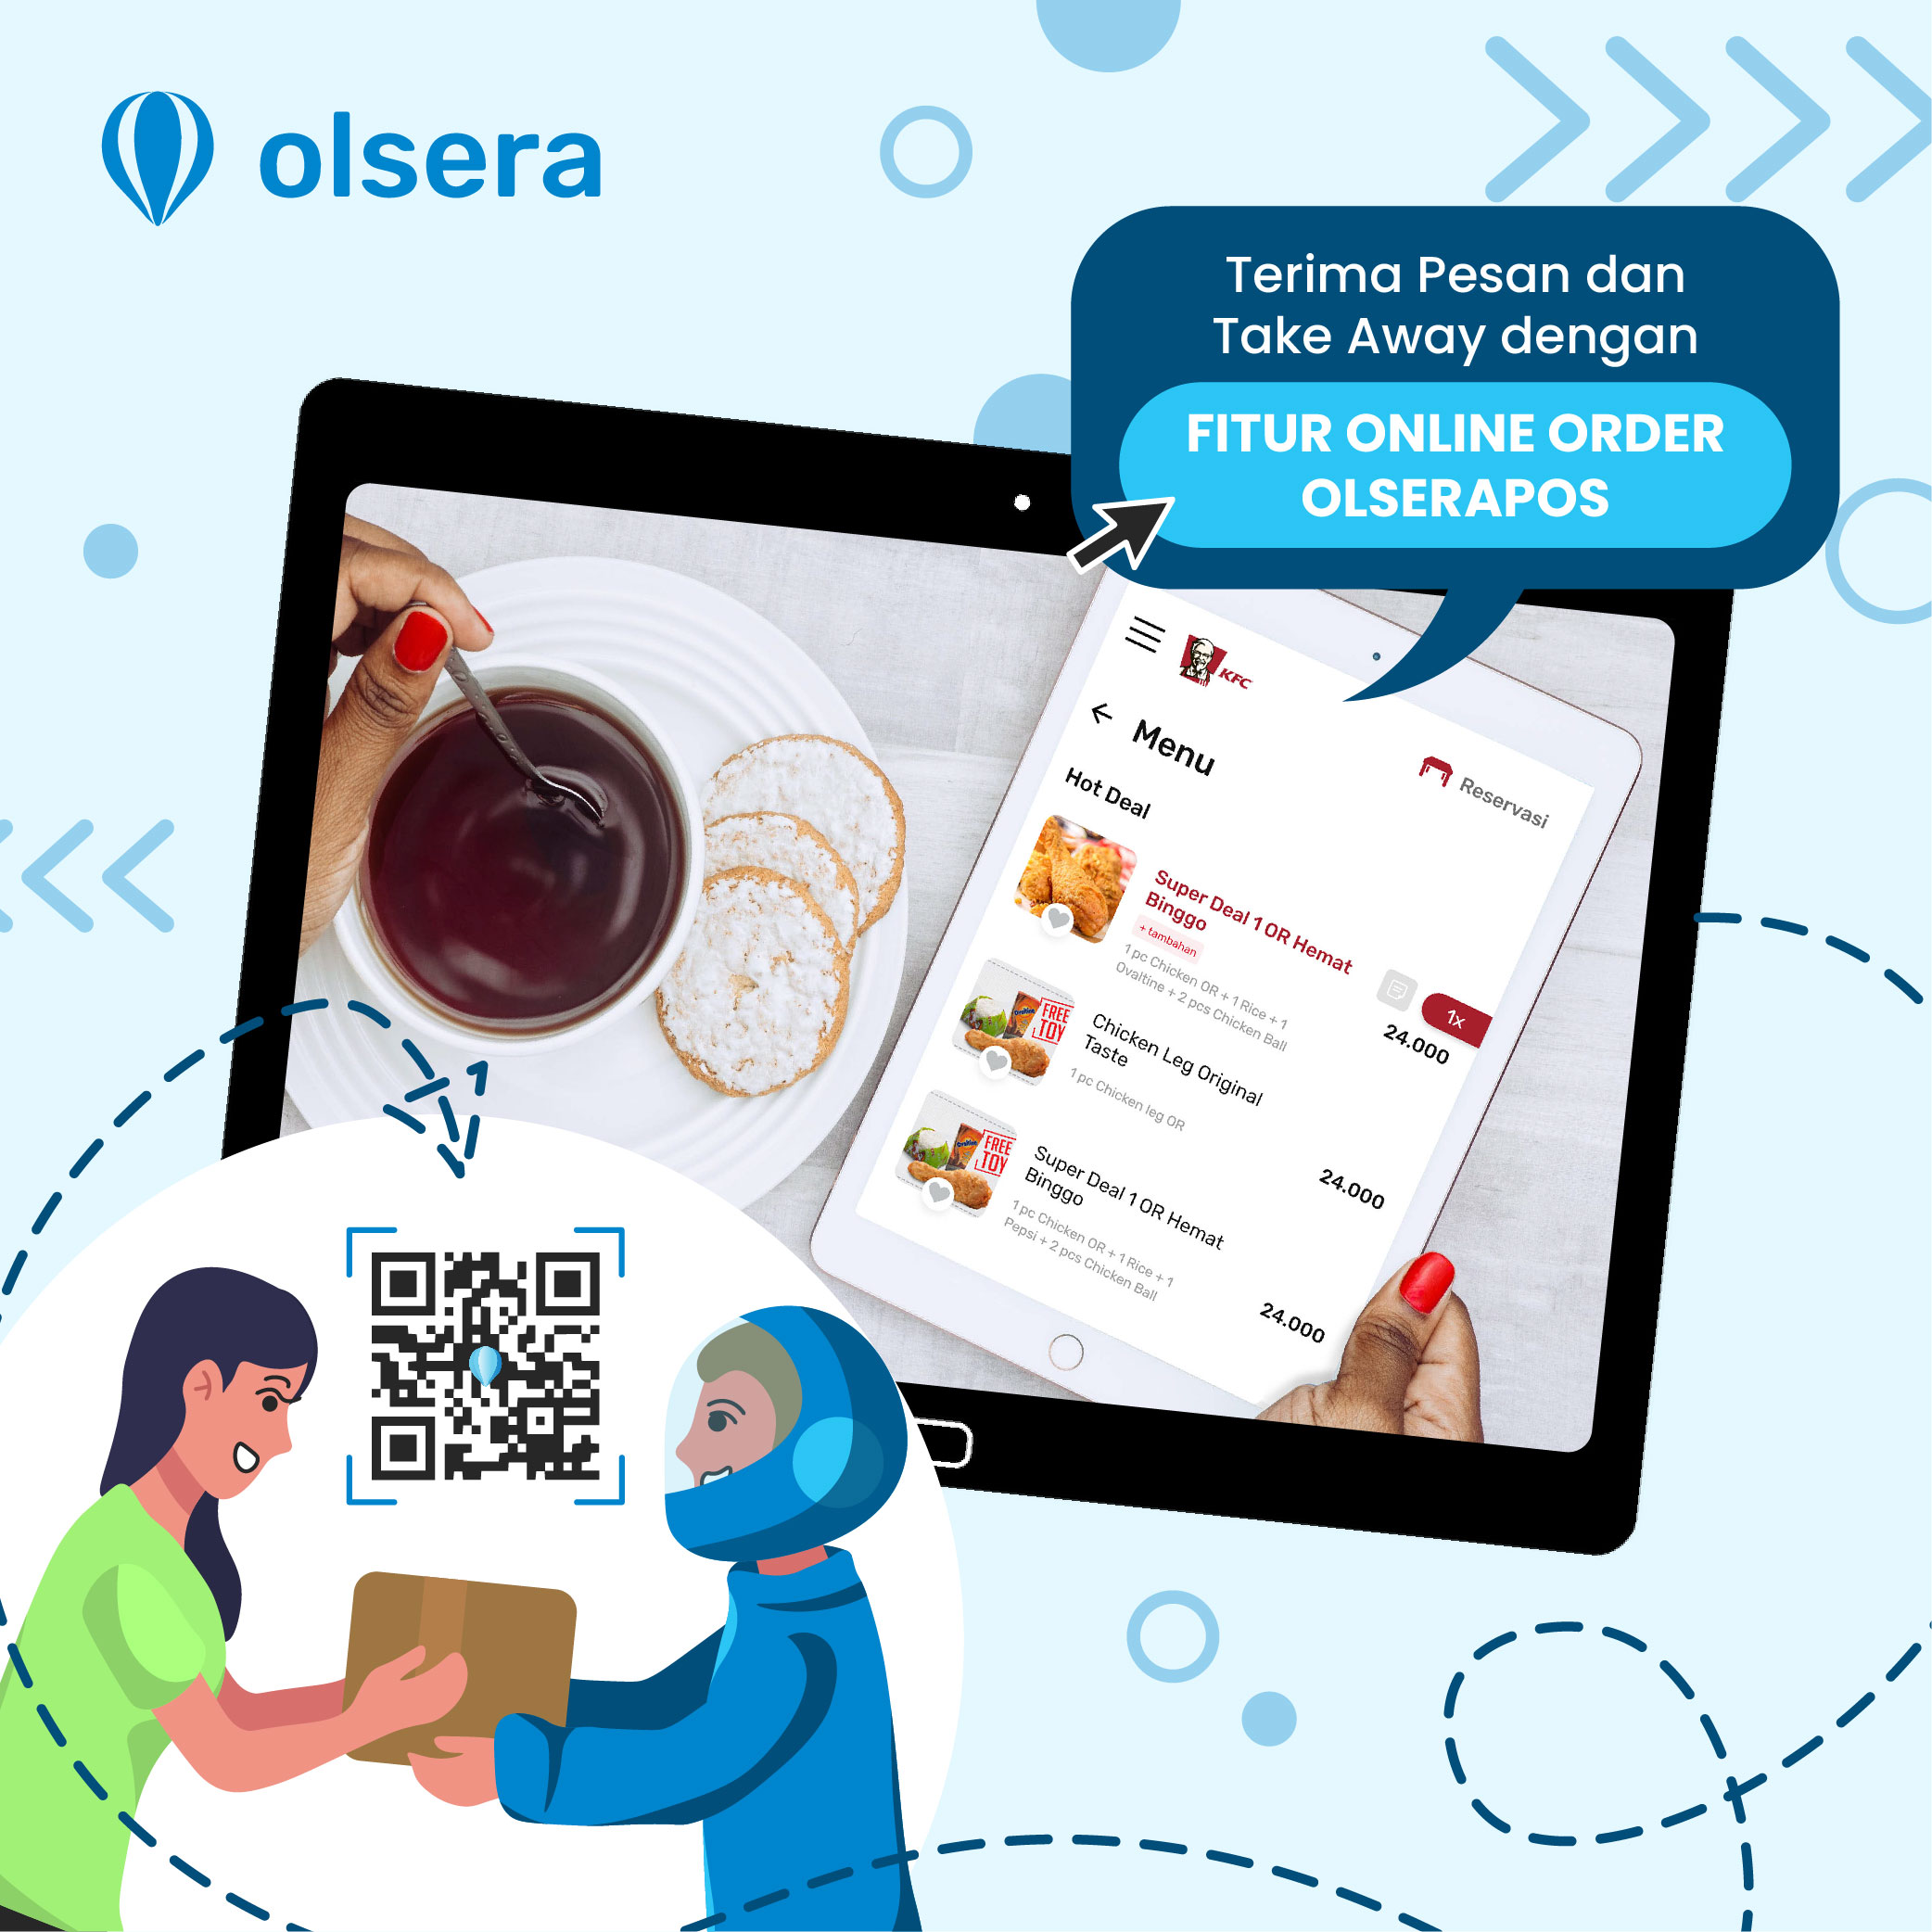 olsera
Terima Pesan dan
Take Away dengan
FITUR ONLINE ORDER
OLSERAPOS
KFC
Menu
Reservasi
Hot Deal
Super Deal 1 OR Hemat
Binggo
+ tambahan
1 pc Chicken OR + 1 Rice + 1
Ovaltine + 2 pcs Chicken Ball
1x
24.000
FREE
TOY
Chicken Leg Original
Taste
1 pc Chicken leg OR
24.000
FREE
TOY
Super Deal 1 OR Hemat
Binggo
1 pc Chicken OR + 1 Rice + 1
Pepsi + 2 pcs Chicken Ball
24.000